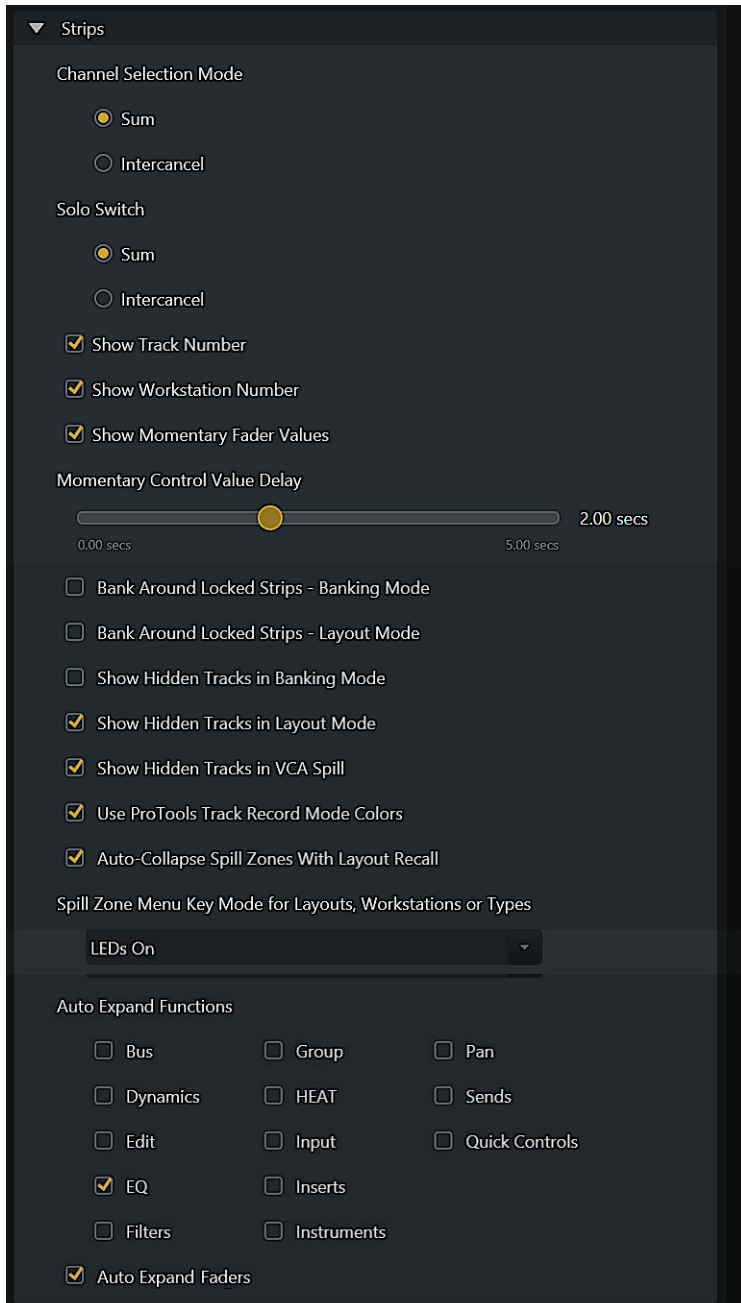 Strips
Channel Selection Mode
Sum
Intercancel
Solo Switch
Sum
Intercancel
Show Track Number
Show Workstation Number
Show Momentary Fader Values
Momentary Control Value Delay
2.00 secs
0.00 secs 5.00 secs
Bank Around Locked Strips - Banking Mode
Bank Around Locked Strips - Layout Mode
Show Hidden Tracks in Banking Mode
Show Hidden Tracks in Layout Mode
Show Hidden Tracks in VCA Spill
Use ProTools Track Record Mode Colors
Auto-Collapse Spill Zones With Layout Recall
Spill Zone Menu Key Mode for Layouts, Workstations or Types
LEDs On
Auto Expand Functions
Bus Group Pan
Dynamics HEAT Sends
Edit Input Quick Controls
EQ Inserts
Filters Instruments
Auto Expand Faders